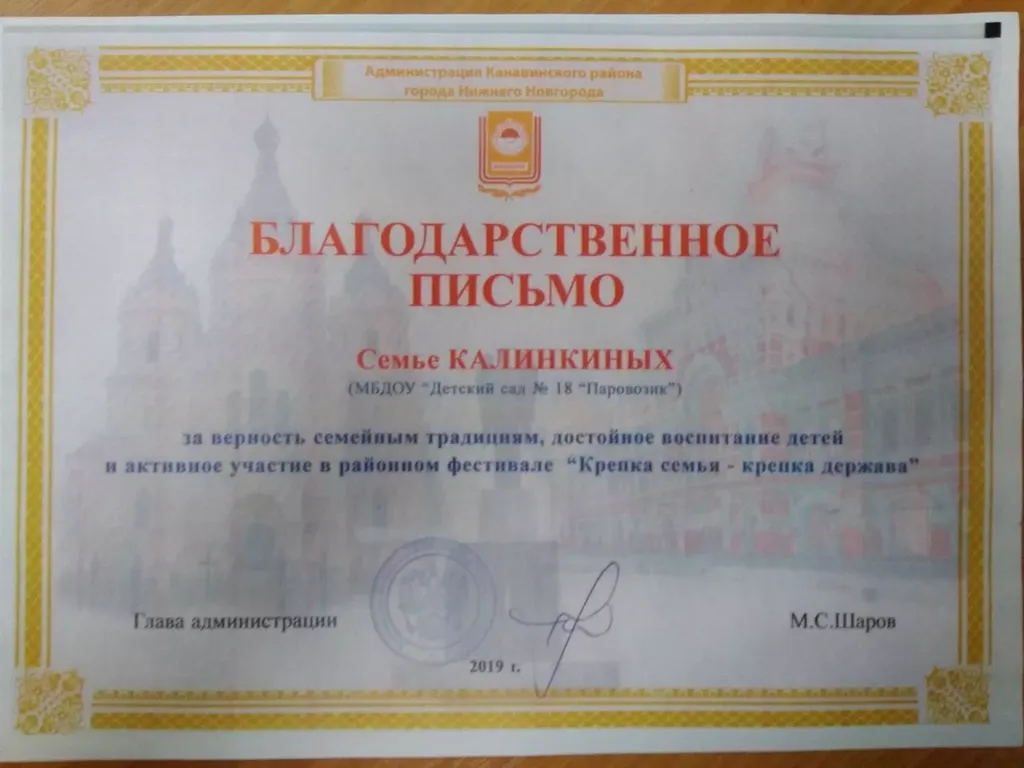 Администрация Канавинского района
города Нижнего Новгорода
БЛАГОДАРСТВЕННОЕ
ПИСЬМО
Семье КАЛИНКИНЫХ
(МБДОУ "Детский сад № 18 "Паровозик")
за верность семейным традициям, достойное воспитание детей
и активное участие в районном фестивале "Крепка семья - крепка держава"
Глава администрации
М.С.Шаров
2019 г.